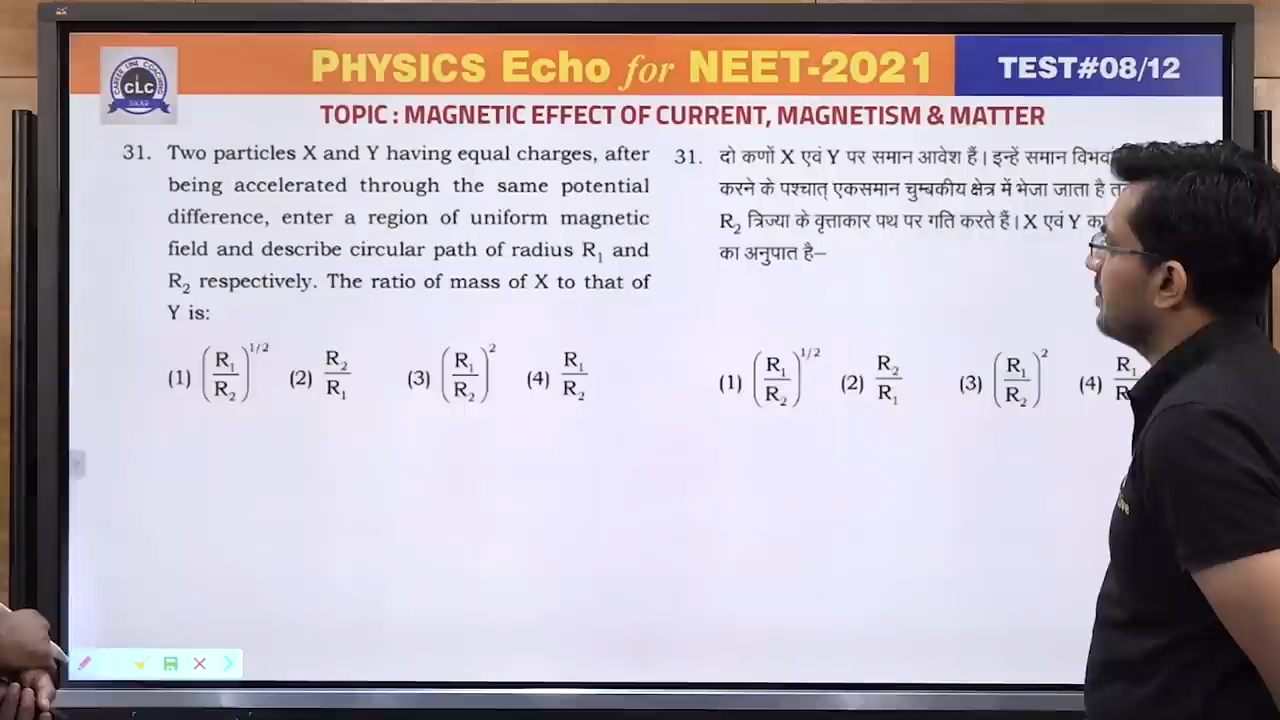 PHYSICS Echo for NEET-2021
TEST#08/12
CAREER LINE COACHING
CLC
SIKAR
TOPIC : MAGNETIC EFFECT OF CURRENT, MAGNETISM & MATTER
31. Two particles X and Y having equal charges, after
being accelerated through the same potential
difference, enter a region of uniform magnetic
field and describe circular path of radius R₁ and
R₂ respectively. The ratio of mass of X to that of
Y is:
(1) (R₁/R₂)^1/2 (2) R₂/R₁ (3) (R₁/R₂)^2 (4) R₁/R₂
31. दो कणों X एवं Y पर समान आवेश हैं। इन्हें समान
करने के पश्चात् एकसमान चुम्बकीय क्षेत्र में भेजा जाता है
R₂ त्रिज्या के वृत्ताकार पथ पर गति करते हैं। X एवं Y
का अनुपात है–
(1) (R₁/R₂)^1/2 (2) R₂/R₁ (3) (R₁/R₂)^2 (4) R₁